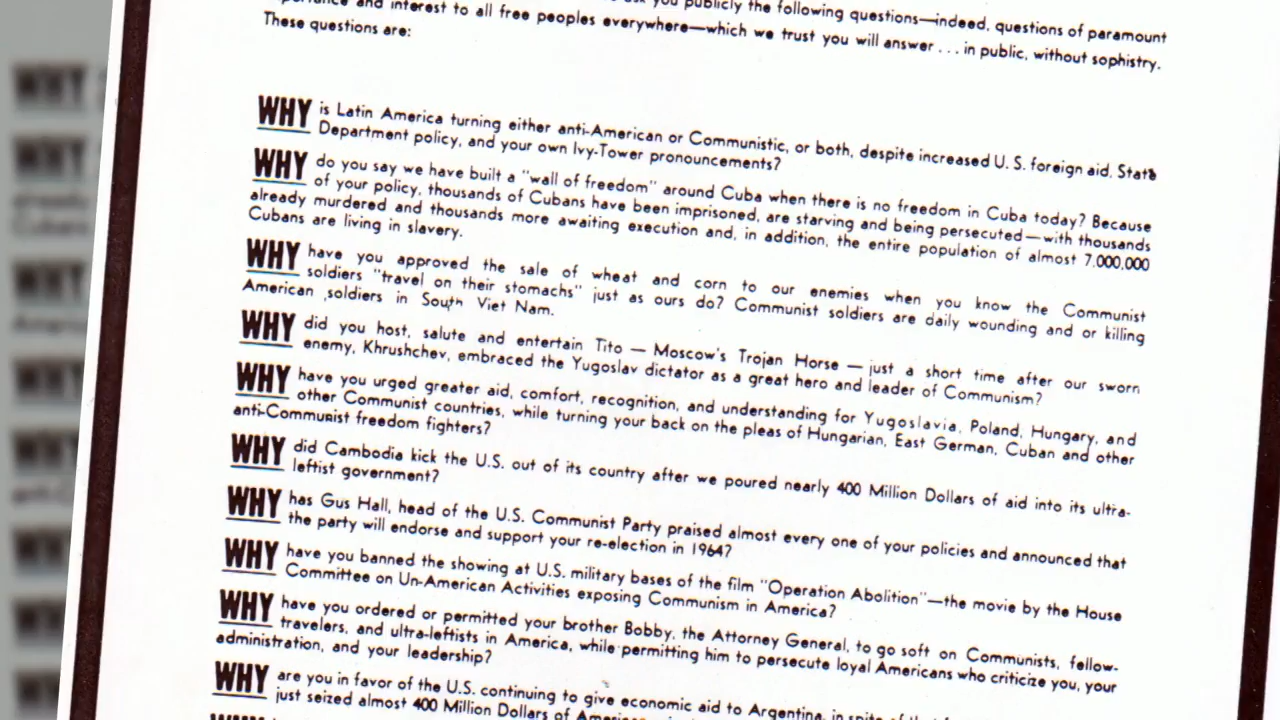 you publicly the following questions—indeed, questions of paramount
and interest to all free peoples everywhere—which we trust you will answer . . . in public, without sophistry.
These questions are:
WHY is Latin America turning either anti-American or Communistic, or both, despite increased U. S. foreign aid, State
Department policy, and your own Ivy-Tower pronouncements?
WHY do you say we have built a "wall of freedom" around Cuba when there is no freedom in Cuba today? Because
of your policy, thousands of Cubans have been imprisoned, are starving and being persecuted—with thousands
already murdered and thousands more awaiting execution and, in addition, the entire population of almost 7,000,000
Cubans are living in slavery.
WHY have you approved the sale of wheat and corn to our enemies when you know the Communist
soldiers "travel on their stomachs" just as ours do? Communist soldiers are daily wounding and or killing
American soldiers in South Viet Nam.
WHY did you host, salute and entertain Tito — Moscow's Trojan Horse — just a short time after our sworn
enemy, Khrushchev, embraced the Yugoslav dictator as a great hero and leader of Communism?
WHY have you urged greater aid, comfort, recognition, and understanding for Yugoslavia, Poland, Hungary, and
other Communist countries, while turning your back on the pleas of Hungarian, East German, Cuban and other
anti-Communist freedom fighters?
WHY did Cambodia kick the U.S. out of its country after we poured nearly 400 Million Dollars of aid into its ultra-
leftist government?
WHY has Gus Hall, head of the U.S. Communist Party praised almost every one of your policies and announced that
the party will endorse and support your re-election in 1964?
WHY have you banned the showing at U.S. military bases of the film "Operation Abolition"—the movie by the House
Committee on Un-American Activities exposing Communism in America?
WHY have you ordered or permitted your brother Bobby, the Attorney General, to go soft on Communists, fellow-
travelers, and ultra-leftists in America, while permitting him to persecute loyal Americans who criticize you, your
administration, and your leadership?
WHY are you in favor of the U.S. continuing to give economic aid to Argentina, in spite of
just seized almost 400 Million Dollars of